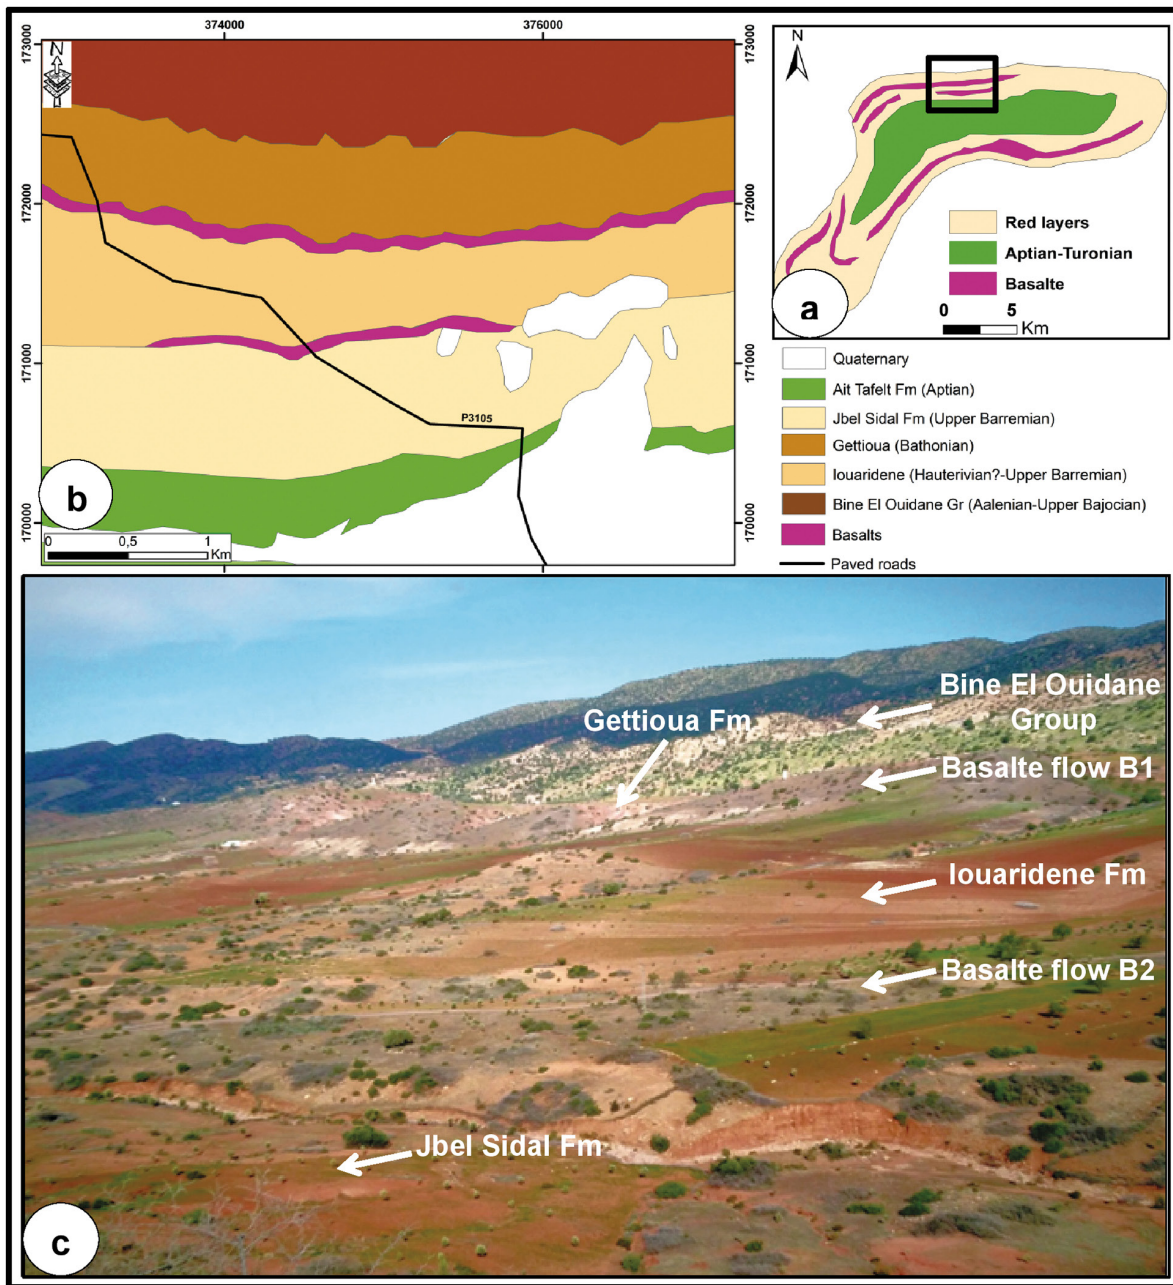 374000
376000
173000
172000
171000
170000
173000
172000
171000
170000
N
P3105
b
0
0,5
1
Km
N
Red layers
Aptian-Turonian
Basalte
0
5
Km
a
Quaternary
Ait Tafelt Fm (Aptian)
Jbel Sidal Fm (Upper Barremian)
Gettioua (Bathonian)
Iouaridene (Hauterivian?-Upper Barremian)
Bine El Ouidane Gr (Aalenian-Upper Bajocian)
Basalts
Paved roads
Bine El Ouidane
Group
Gettioua Fm
Basalte flow B1
Iouaridene Fm
Basalte flow B2
Jbel Sidal Fm
c